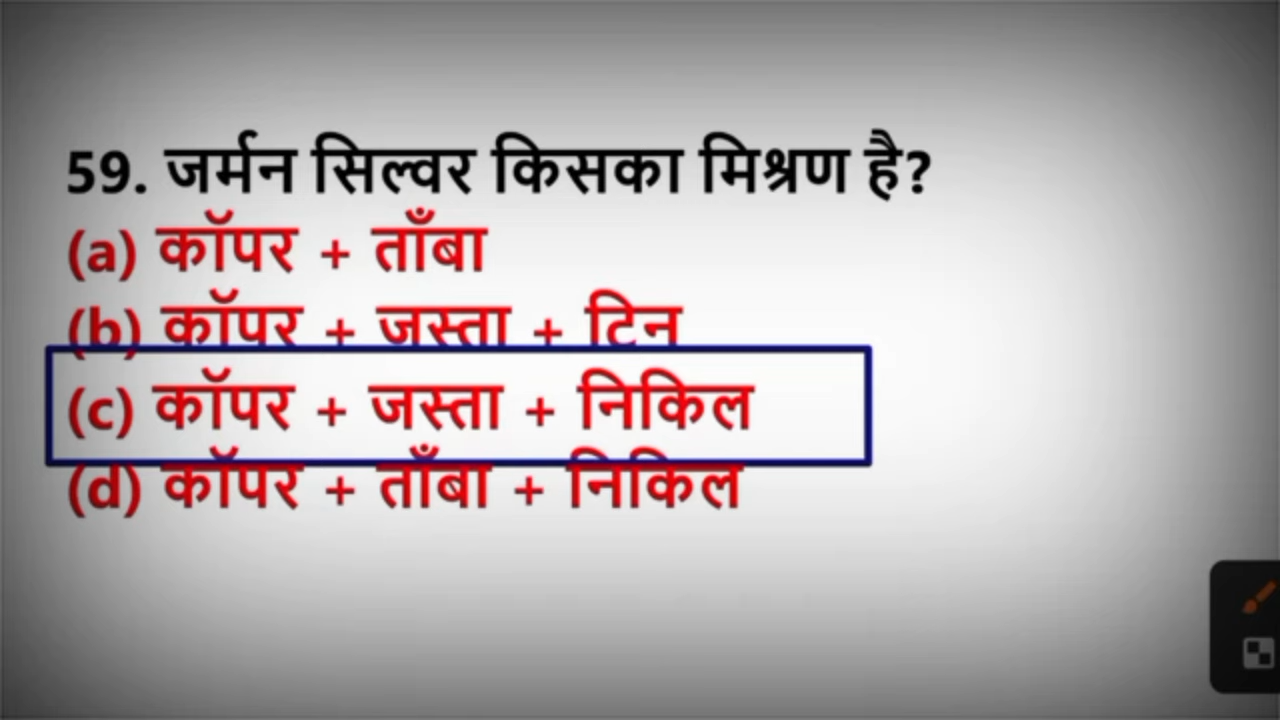 59. जर्मन सिल्वर किसका मिश्रण है?
(a) कॉपर + ताँबा
(b) कॉपर + जस्ता + टिन
(c) कॉपर + जस्ता + निकिल
(d) कॉपर + ताँबा + निकिल